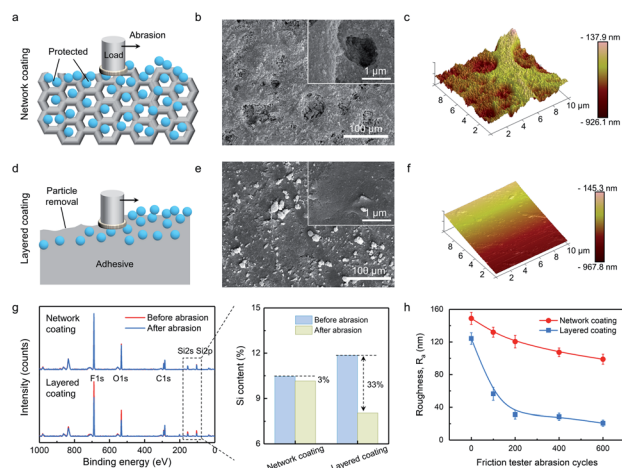 a
Network coating
Protected
Abrasion
Load
b
1 μm
100 μm
c
- 137.9 nm
- 926.1 nm
10 μm
8
6
4
2
2
4
6
8
d
Layered coating
Particle
removal
Adhesive
e
1 μm
100 μm
f
- 145.3 nm
- 967.8 nm
10 μm
8
6
4
2
2
4
6
8
g
Intensity (counts)
Network
coating
Before abrasion
After abrasion
Si2s
Si2p
F1s
O1s
C1s
Layered
coating
1000 800 600 400 200 0
Binding energy (eV)
Si content (%)
15
12
9
6
Before abrasion
After abrasion
3%
33%
Network coating
Layered coating
h
Roughness, Ra (nm)
160
120
80
40
0
Network coating
Layered coating
0 200 400 600
Friction tester abrasion cycles